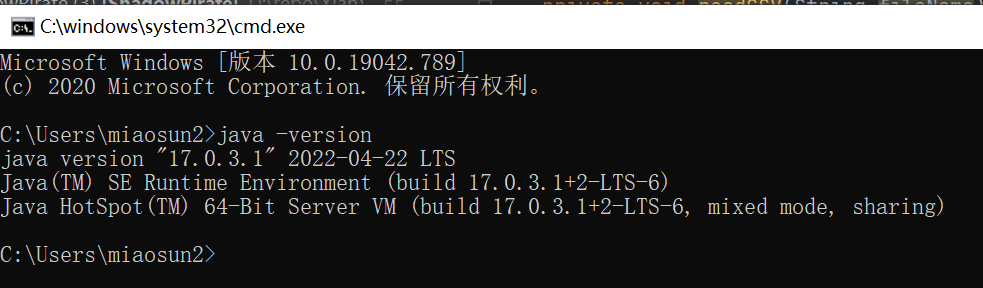 C:\windows\system32\cmd.exe
Microsoft Windows [版本 10.0.19042.789]
(c) 2020 Microsoft Corporation. 保留所有权利。
C:\Users\miaosun2>java -version
java version "17.0.3.1" 2022-04-22 LTS
Java(TM) SE Runtime Environment (build 17.0.3.1+2-LTS-6)
Java HotSpot(TM) 64-Bit Server VM (build 17.0.3.1+2-LTS-6, mixed mode, sharing)
C:\Users\miaosun2>